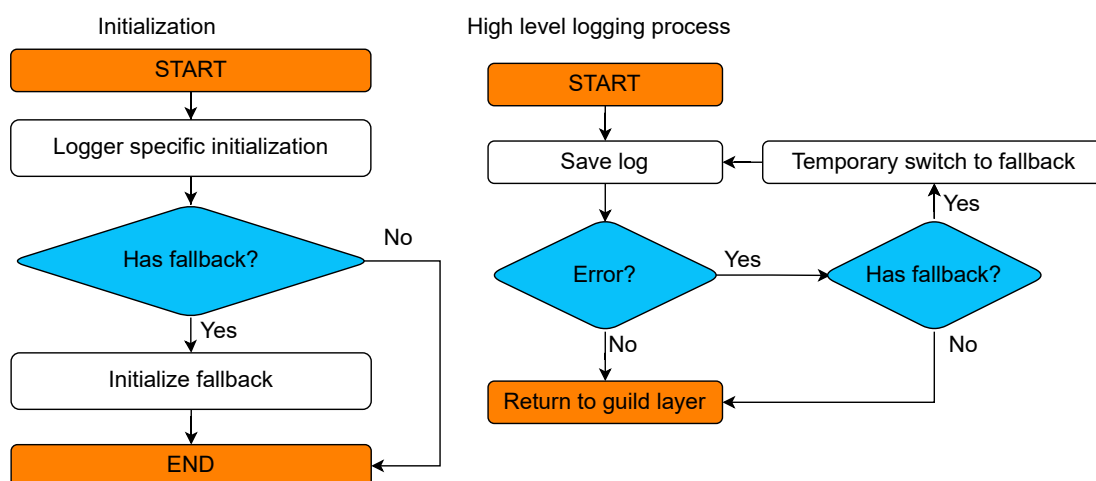 Initialization
START
Logger specific initialization
Has fallback?
No
Yes
Initialize fallback
END
High level logging process
START
Save log
Temporary switch to fallback
Yes
Error?
Yes
Has fallback?
No
No
Return to guild layer